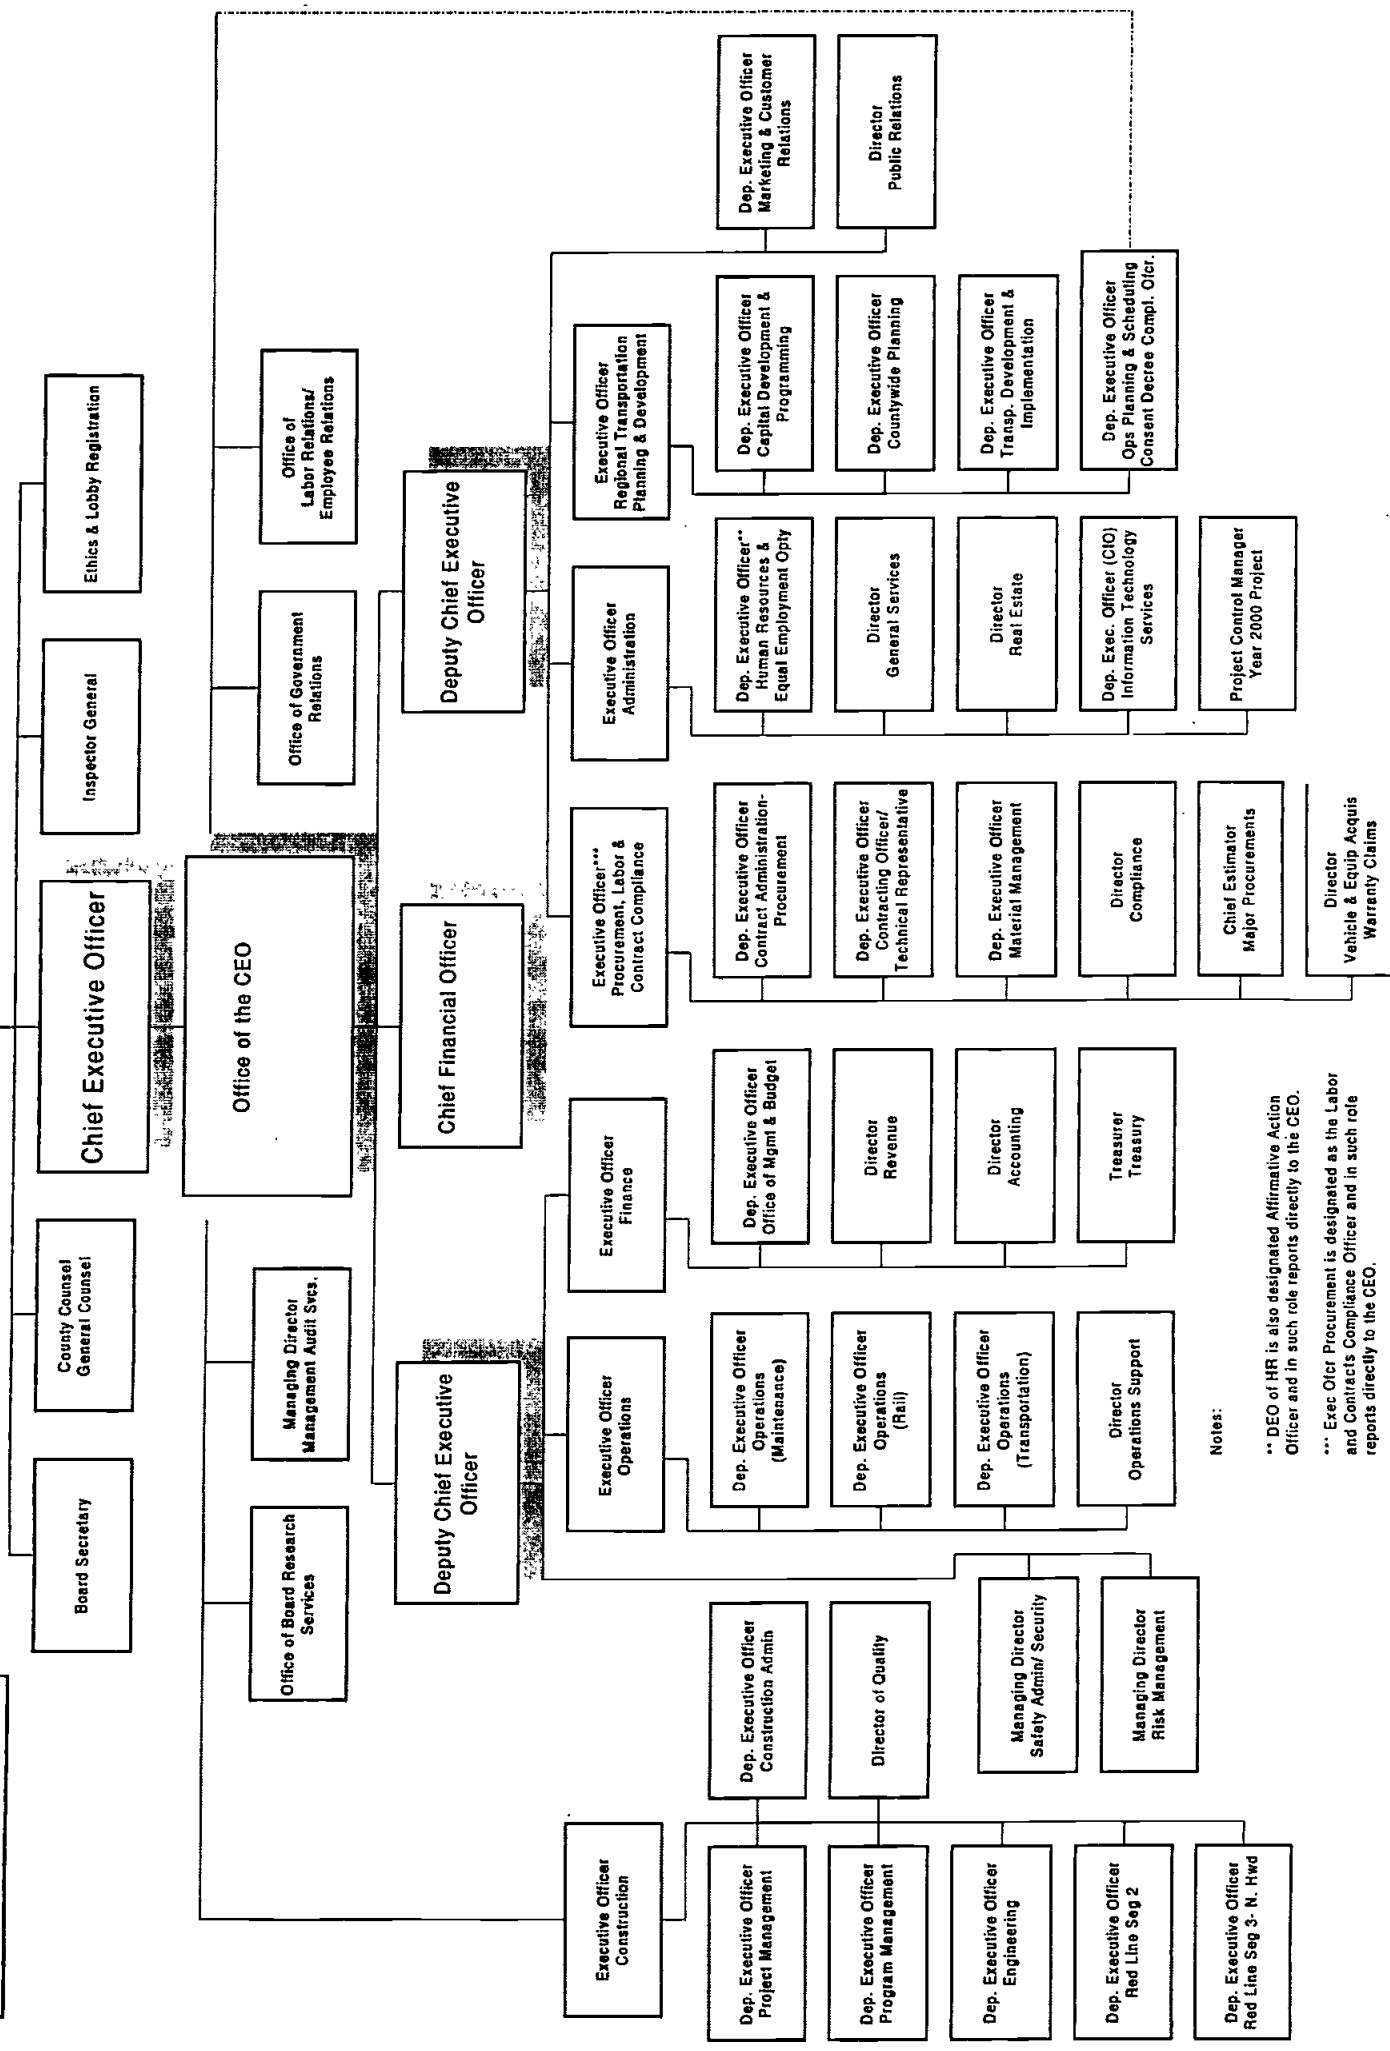 Board Secretary
County Counsel
General Counsel
Chief Executive Officer
Inspector General
Ethics & Lobby Registration
Office of the CEO
Office of Board Research
Services
Managing Director
Management Audit Svcs.
Office of Government
Relations
Office of
Labor Relations/
Employee Relations
Deputy Chief Executive
Officer
Chief Financial Officer
Deputy Chief Executive
Officer
Executive Officer
Construction
Executive Officer
Operations
Executive Officer
Finance
Executive Officer***
Procurement, Labor &
Contract Compliance
Executive Officer
Administration
Executive Officer
Regional Transportation
Planning & Development
Dep. Executive Officer
Project Management
Dep. Executive Officer
Program Management
Dep. Executive Officer
Engineering
Dep. Executive Officer
Red Line Seg 2
Dep. Executive Officer
Red Line Seg 3- N. Hwd
Dep. Executive Officer
Construction Admin
Director of Quality
Managing Director
Safety Admin/ Security
Managing Director
Risk Management
Dep. Executive Officer
Operations
(Maintenance)
Dep. Executive Officer
Operations
(Rail)
Dep. Executive Officer
Operations
(Transportation)
Director
Operations Support
Dep. Executive Officer
Office of Mgmt & Budget
Director
Revenue
Director
Accounting
Treasurer
Treasury
Dep. Executive Officer
Contract Administration-
Procurement
Dep. Executive Officer
Contracting Officer/
Technical Representative
Dep. Executive Officer
Material Management
Director
Compliance
Chief Estimator
Major Procurements
Director
Vehicle & Equip Acquis
Warranty Claims
Dep. Executive Officer**
Human Resources &
Equal Employment Opty
Director
General Services
Director
Real Estate
Dep. Exec. Officer (CIO)
Information Technology
Services
Project Control Manager
Year 2000 Project
Dep. Executive Officer
Capital Development &
Programming
Dep. Executive Officer
Countywide Planning
Dep. Executive Officer
Transp. Development &
Implementation
Dep. Executive Officer
Ops Planning & Scheduling
Consent Decree Compl. Ofcr.
Dep. Executive Officer
Marketing & Customer
Relations
Director
Public Relations
Notes:
** DEO of HR is also designated Affirmative Action
Officer and in such role reports directly to the CEO.
*** Exec Ofcr Procurement is designated as the Labor
and Contracts Compliance Officer and in such role
reports directly to the CEO.